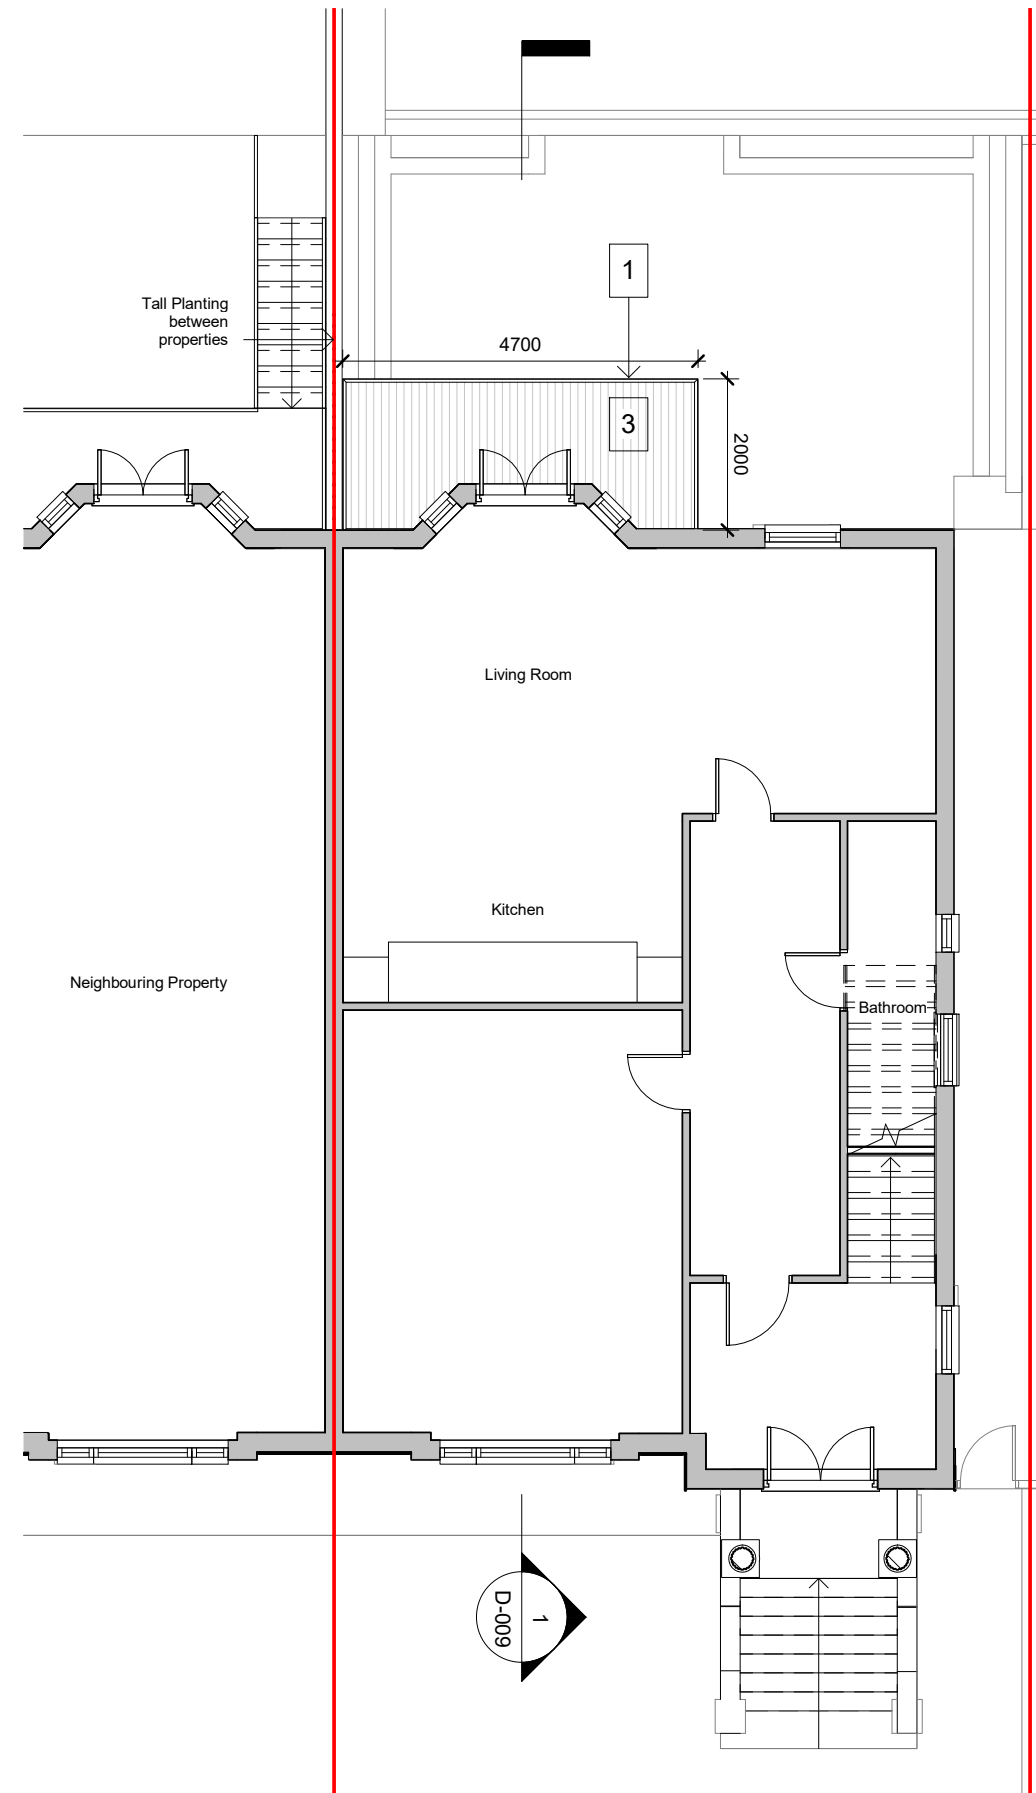 1
Tall Planting
between
properties
4700
3
2000
Living Room
Kitchen
Neighbouring Property
Bathroom
1
D-009